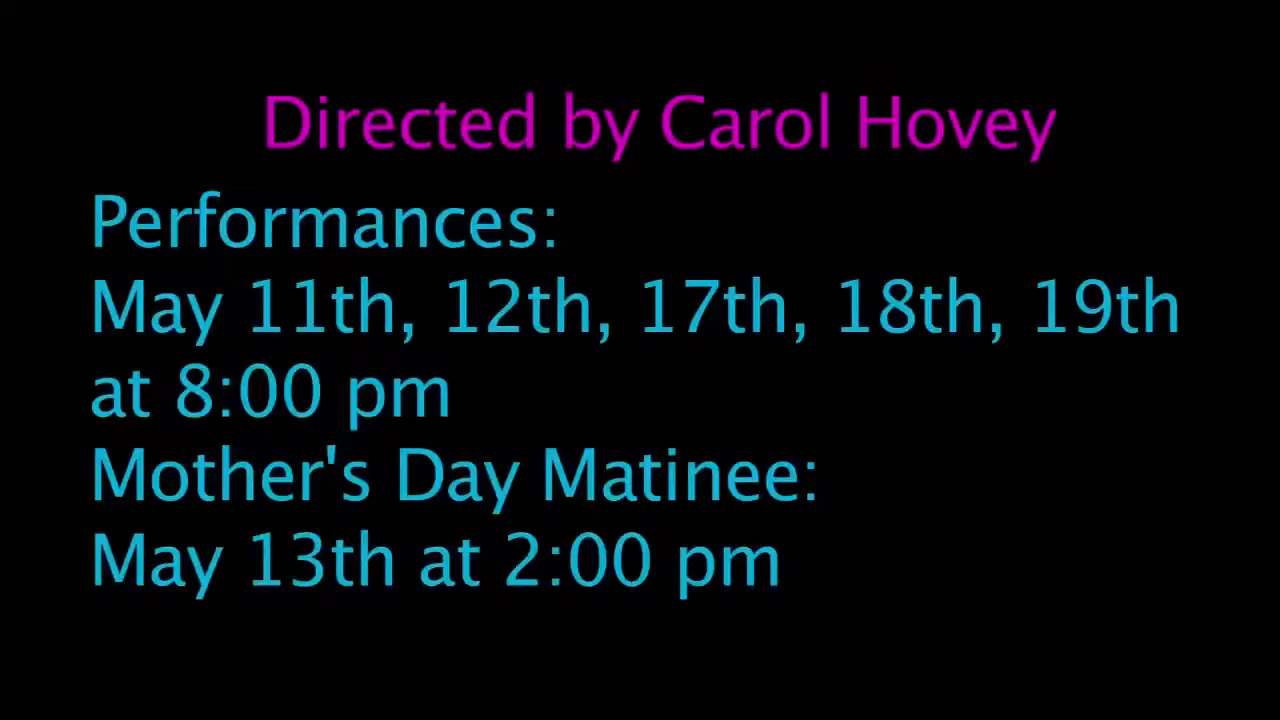 Directed by Carol Hovey
Performances:
May 11th, 12th, 17th, 18th, 19th
at 8:00 pm
Mother's Day Matinee:
May 13th at 2:00 pm